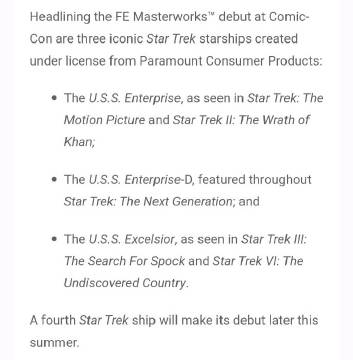 Headlining the FE Masterworks™ debut at Comic-
Con are three iconic Star Trek starships created
under license from Paramount Consumer Products:
• The U.S.S. Enterprise, as seen in Star Trek: The
Motion Picture and Star Trek II: The Wrath of
Khan;
• The U.S.S. Enterprise-D, featured throughout
Star Trek: The Next Generation; and
• The U.S.S. Excelsior, as seen in Star Trek III:
The Search For Spock and Star Trek VI: The
Undiscovered Country.
A fourth Star Trek ship will make its debut later this
summer.